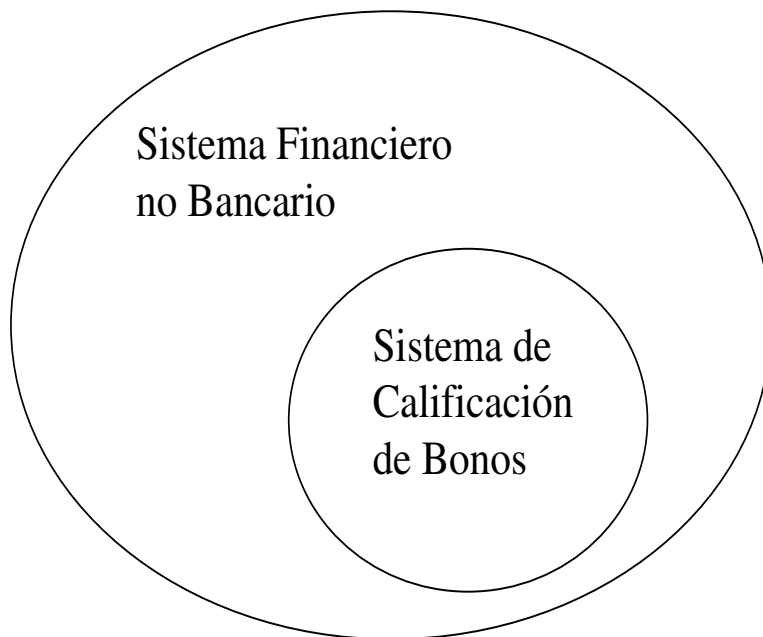 Sistema Financiero
no Bancario
Sistema de
Calificación
de Bonos